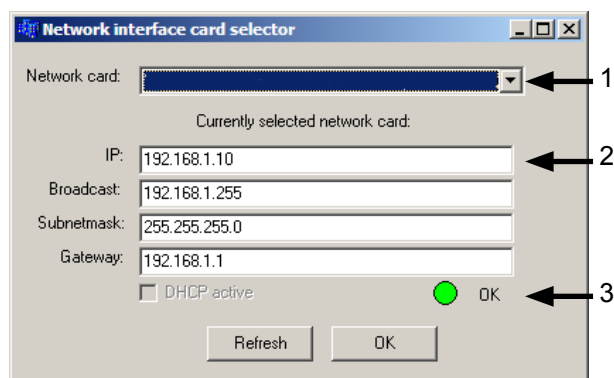 Network interface card selector
Network card: 1
Currently selected network card:
IP: 192.168.1.10 2
Broadcast: 192.168.1.255
Subnetmask: 255.255.255.0
Gateway: 192.168.1.1
DHCP active OK 3
Refresh OK